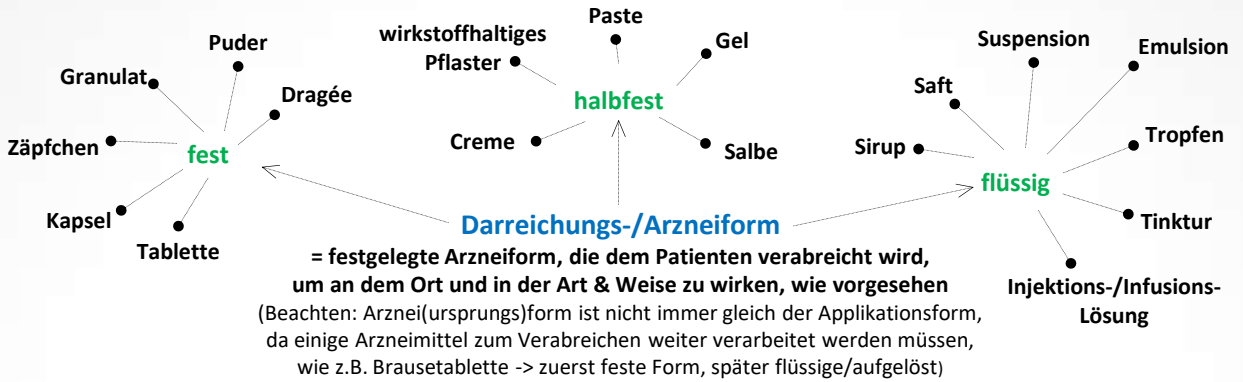 Puder
Granulat
Dragée
Zäpfchen
fest
Kapsel
Tablette
Paste
wirkstoffhaltiges
Pflaster
Gel
halbfest
Creme
Salbe
Suspension
Emulsion
Saft
Tropfen
Sirup
flüssig
Tinktur
Injektions-/Infusions-
Lösung
Darreichungs-/Arzneiform
= festgelegte Arzneiform, die dem Patienten verabreicht wird,
um an dem Ort und in der Art & Weise zu wirken, wie vorgesehen
(Beachten: Arznei(ursprungs)form ist nicht immer gleich der Applikationsform,
da einige Arzneimittel zum Verabreichen weiter verarbeitet werden müssen,
wie z.B. Brausetablette -> zuerst feste Form, später flüssige/aufgelöst)